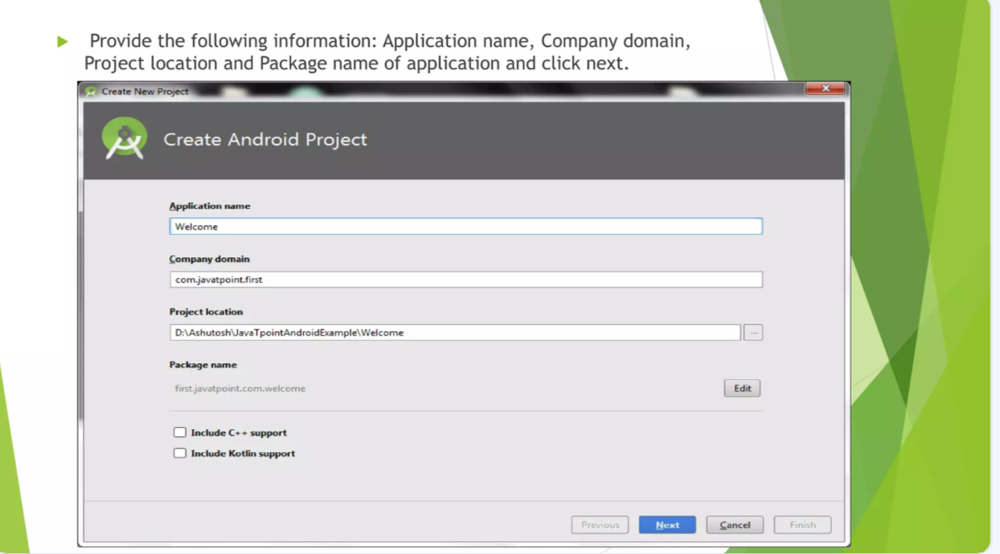 Provide the following information: Application name, Company domain,
Project location and Package name of application and click next.
Create New Project
Create Android Project
Application name
Welcome
Company domain
com.javatpoint.first
Project location
D:\Ashutosh\JavaTpointAndroidExample\Welcome
...
Package name
first.javatpoint.com.welcome
Edit
Include C++ support
Include Kotlin support
Previous Next Cancel Finish